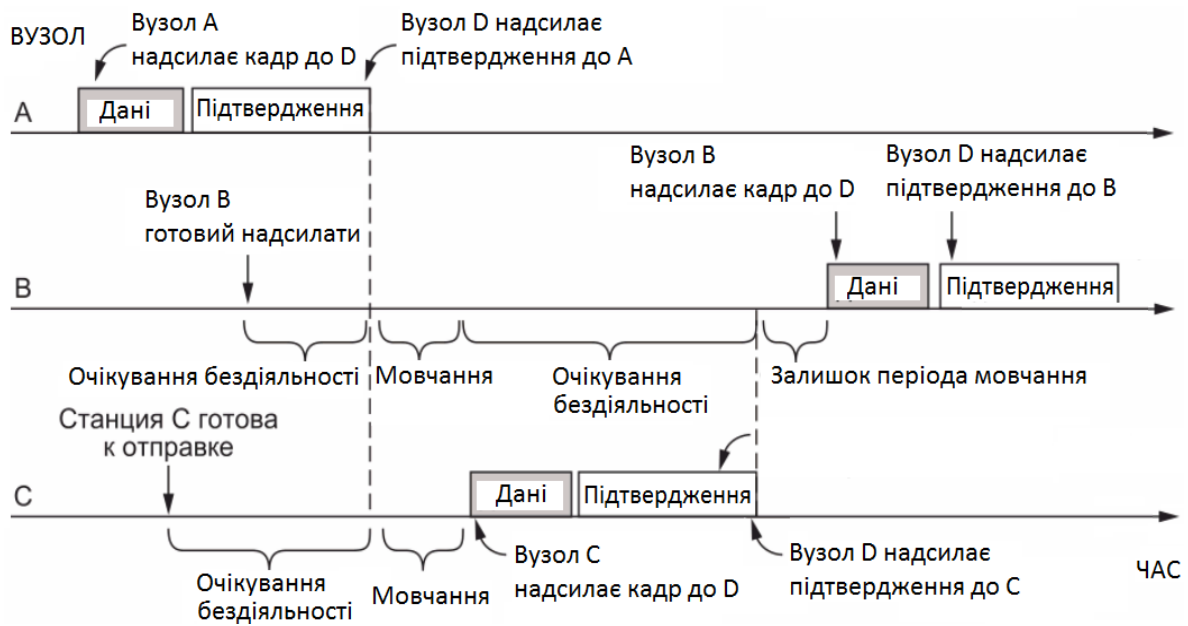 ВУЗОЛ
Вузол A
надсилає кадр до D
Вузол D надсилає
підтвердження до A
A
Дані
Підтвердження
Вузол B
готовий надсилати
Вузол B
надсилає кадр до D
Вузол D надсилає
підтвердження до B
B
Дані
Підтвердження
Очікування бездіяльності
Мовчання
Очікування
бездіяльності
Залишок періода мовчання
Станция C готова
к отправке
C
Дані
Підтвердження
Очікування
бездіяльності
Мовчання
Вузол C
надсилає кадр до D
Вузол D надсилає
підтвердження до C
ЧАС